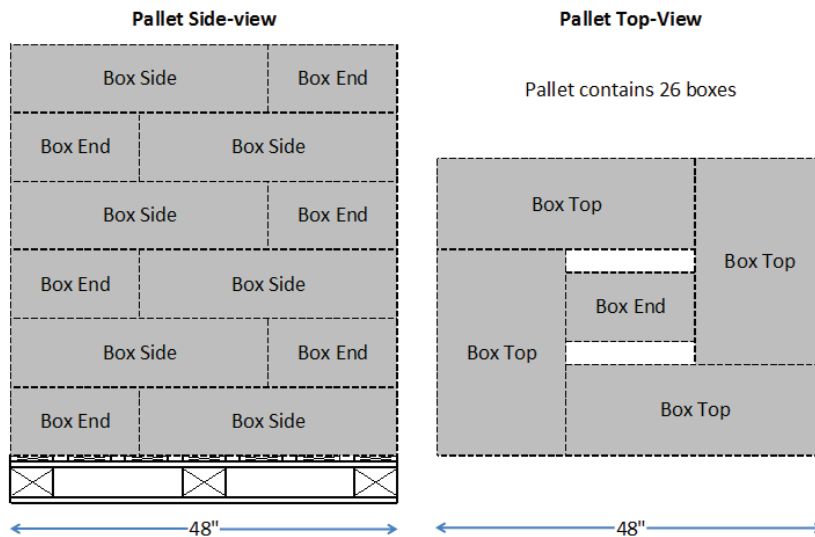 Pallet Side-view
Box Side Box End
Box End Box Side
Box Side Box End
Box End Box Side
Box Side Box End
Box End Box Side
48"
Pallet Top-View
Pallet contains 26 boxes
Box Top
Box Top
Box End
Box Top
Box Top
48"